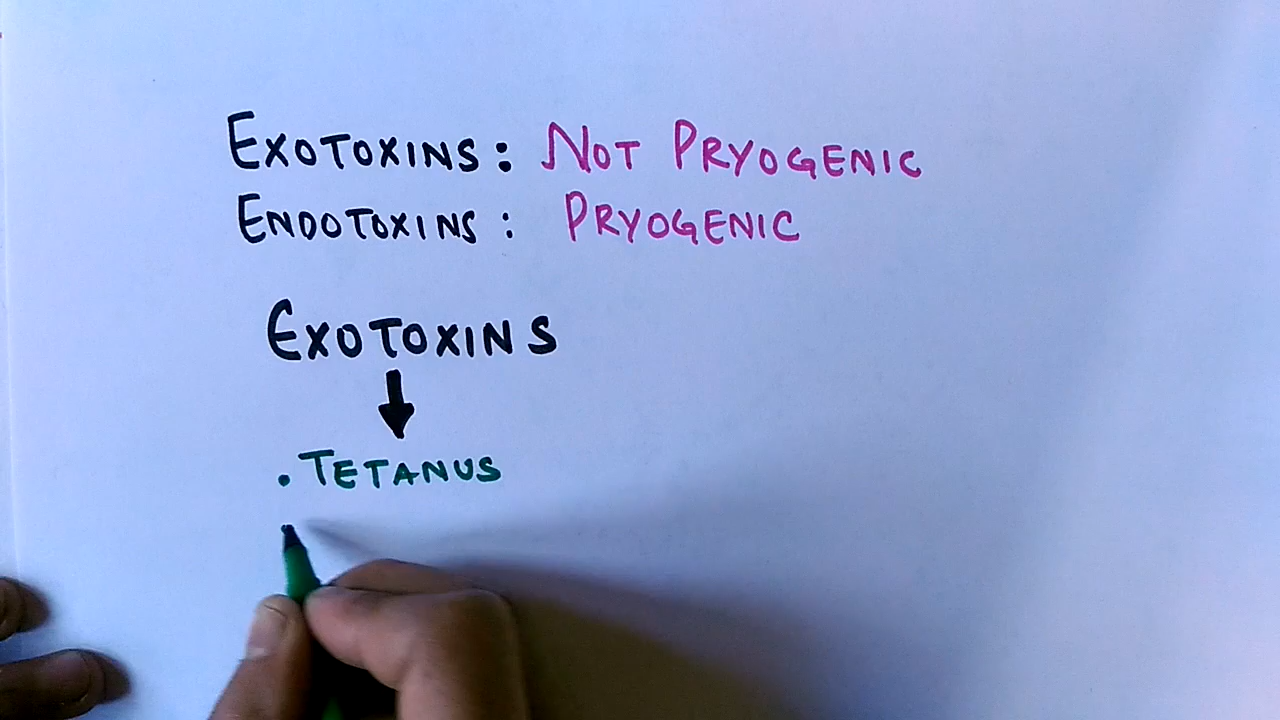 EXOTOXINS: NOT PRYOGENIC
ENDOTOXINS: PRYOGENIC
EXOTOXINS
. TETANUS